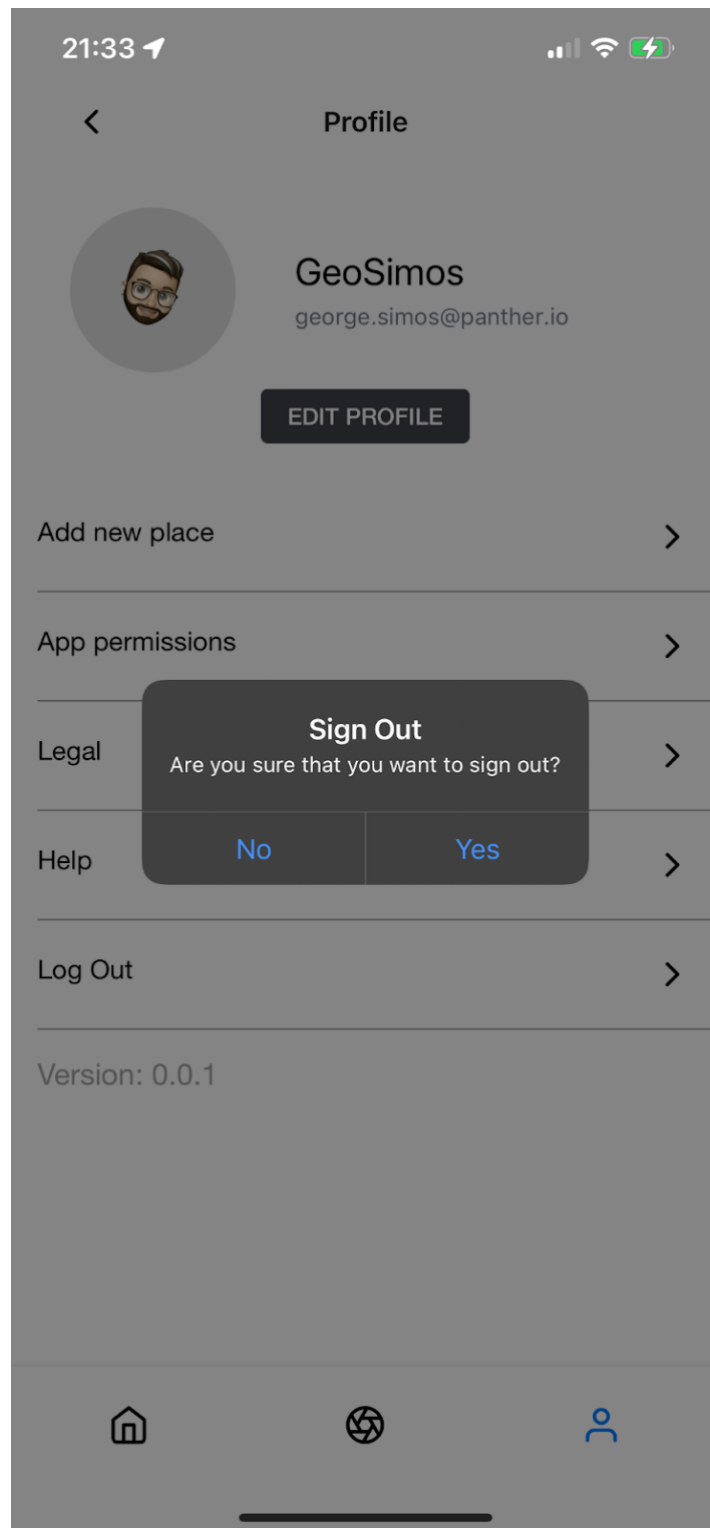 21:33
Profile
GeoSimos
george.simos@panther.io
EDIT PROFILE
Add new place
App permissions
Legal
Sign Out
Are you sure that you want to sign out?
No
Yes
Help
Log Out
Version: 0.0.1